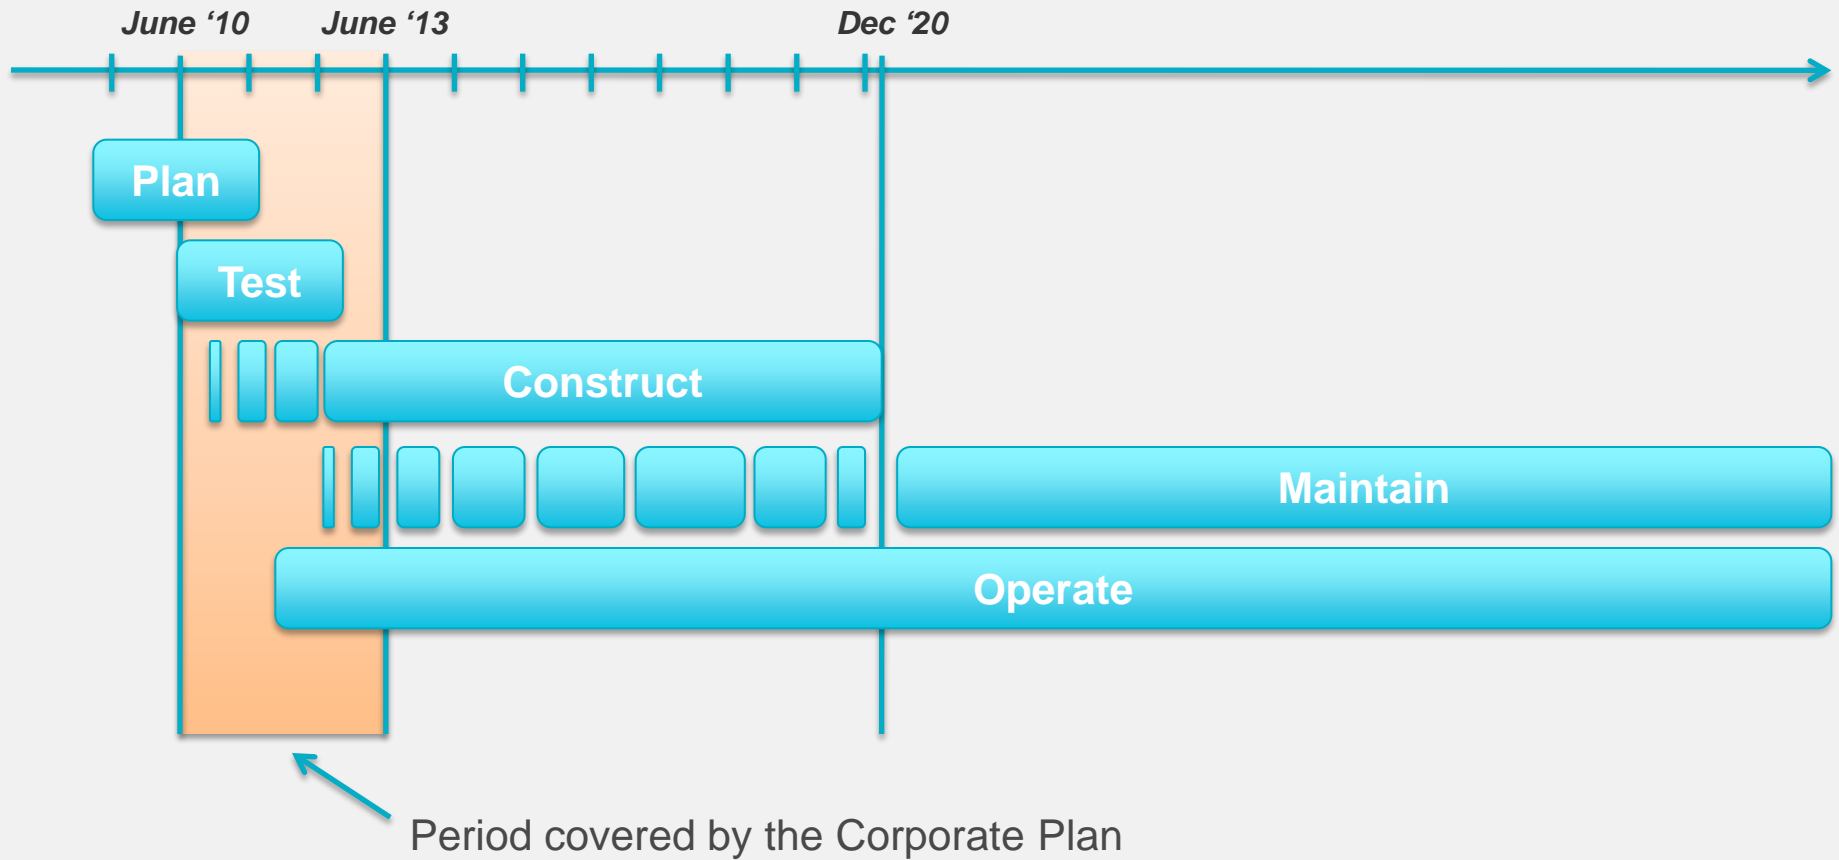 June ‘10 June ‘13 Dec ‘20
Plan
Test
Construct
Maintain
Operate
Period covered by the Corporate Plan